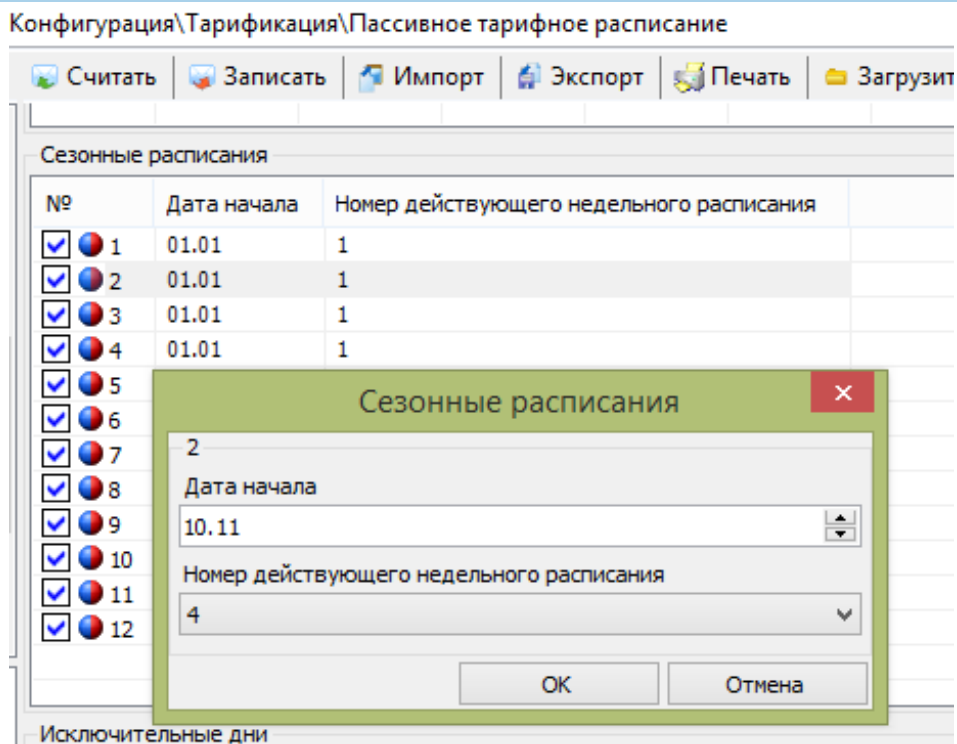 Конфигурация\Тарификация\Пассивное тарифное расписание
Считать Записать Импорт Экспорт Печать Загрузит
Сезонные расписания
№ Дата начала Номер действующего недельного расписания
1 01.01 1
2 01.01 1
3 01.01 1
4 01.01 1
5
6
7
8
9
10
11
12
Сезонные расписания
2
Дата начала
10.11
Номер действующего недельного расписания
4
OK Отмена
Исключительные дни